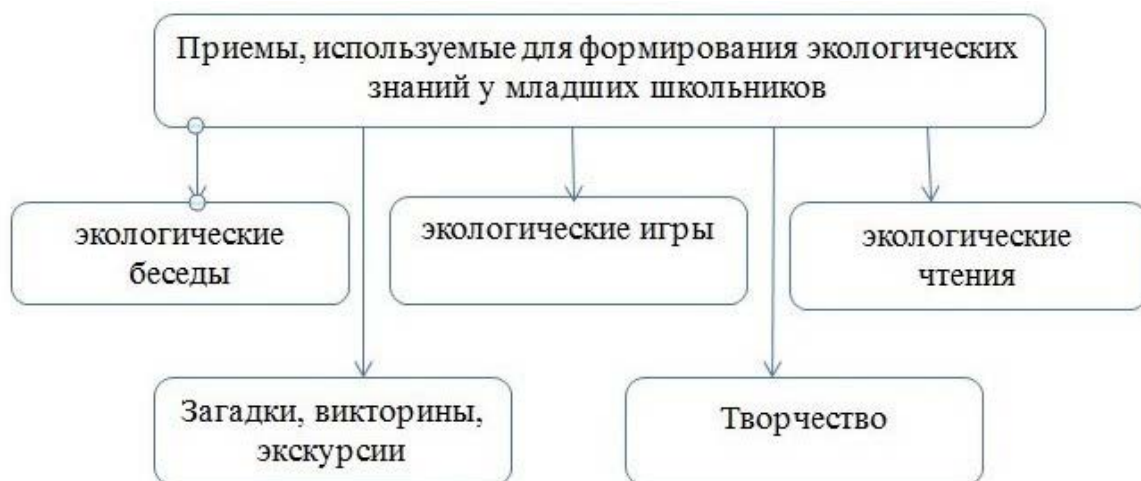 Приемы, используемые для формирования экологических
знаний у младших школьников
экологические
беседы
экологические игры
экологические
чтения
Загадки, викторины,
экскурсии
Творчество